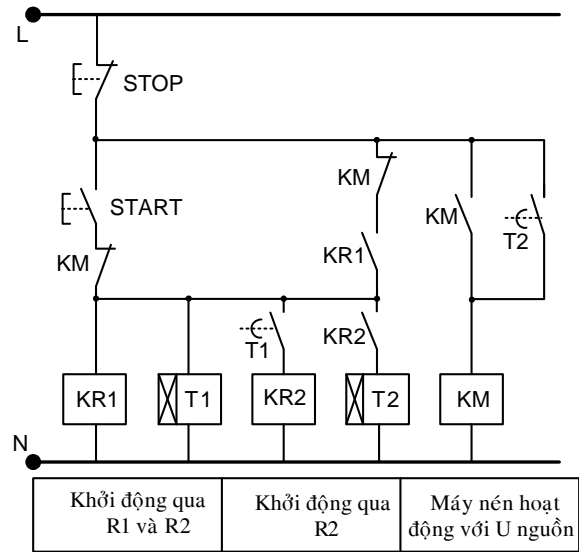 L
STOP
KM
START
KM
KM
T2
KR1
T1
KR2
KR1
T1
KR2
T2
KM
N
Khởi động qua
R1 và R2
Khởi động qua
R2
Máy nén hoạt
động với U nguồn